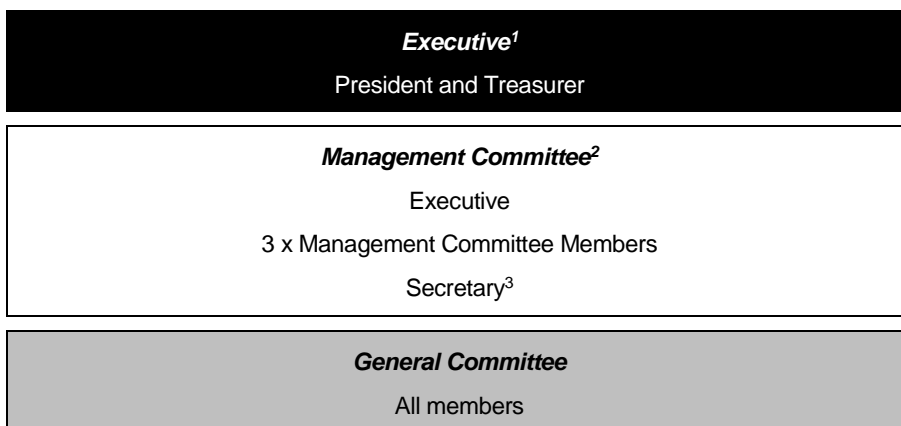 Executive¹
President and Treasurer
Management Committee²
Executive
3 x Management Committee Members
Secretary³
General Committee
All members